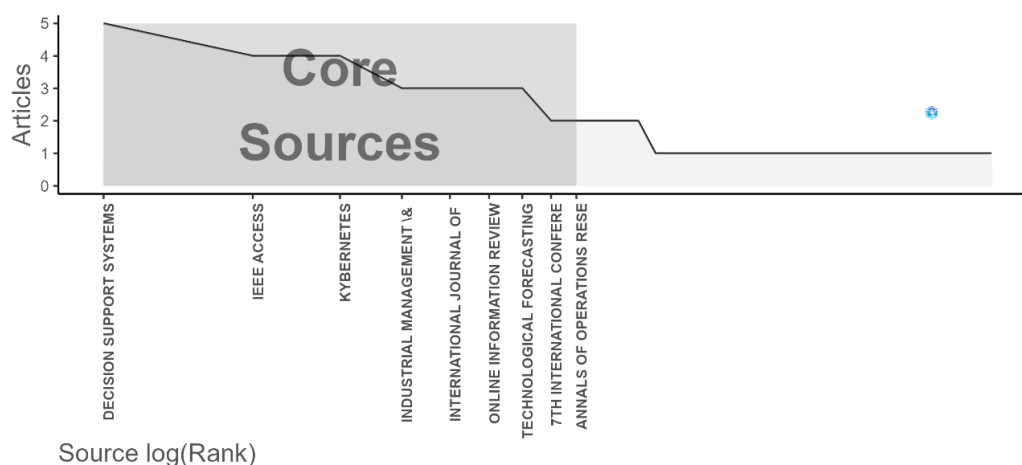 5
4
3
2
1
0
Articles
Core
Sources
DECISION SUPPORT SYSTEMS
IEEE ACCESS
KYBERNETES
INDUSTRIAL MANAGEMENT \&
INTERNATIONAL JOURNAL OF
ONLINE INFORMATION REVIEW
TECHNOLOGICAL FORECASTING
7TH INTERNATIONAL CONFERE
ANNALS OF OPERATIONS RESE
Source log(Rank)